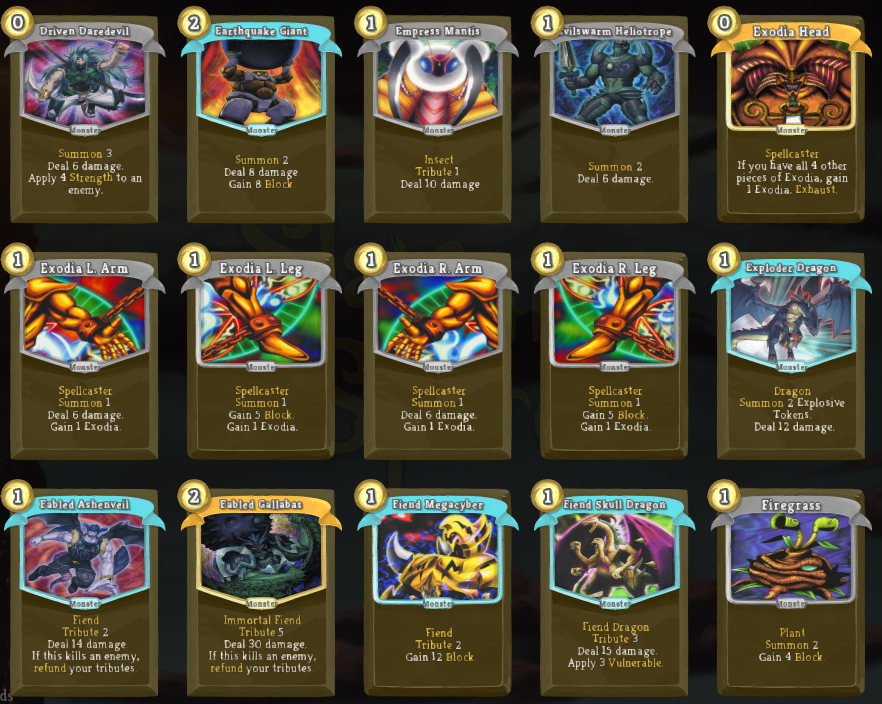 0
Driven Daredevil
Monster
Summon 3
Deal 6 damage.
Apply 4 Strength to an
enemy.
2
Earthquake Giant
Monster
Summon 2
Deal 8 damage
Gain 8 Block
1
Empress Mantis
Monster
Insect
Tribute 1
Deal 10 damage
1
Evilswarm Heliotrope
Monster
Summon 2
Deal 6 damage.
0
Exodia Head
Monster
Spellcaster
If you have all 4 other
pieces of Exodia, gain
1 Exodia. Exhaust.
1
Exodia L. Arm
Monster
Spellcaster
Summon 1
Deal 6 damage.
Gain 1 Exodia.
1
Exodia L. Leg
Monster
Spellcaster
Summon 1
Gain 5 Block.
Gain 1 Exodia.
1
Exodia R. Arm
Monster
Spellcaster
Summon 1
Deal 6 damage.
Gain 1 Exodia.
1
Exodia R. Leg
Monster
Spellcaster
Summon 1
Gain 5 Block.
Gain 1 Exodia.
1
Exploder Dragon
Monster
Dragon
Summon 2 Explosive
Tokens.
Deal 12 damage.
1
Fabled Ashenveil
Monster
Fiend
Tribute 2
Deal 14 damage
If this kills an enemy,
refund your tributes.
2
Fabled Gallabas
Monster
Immortal Fiend
Tribute 5
Deal 30 damage.
If this kills an enemy,
refund your tributes.
1
Fiend Megacyber
Monster
Fiend
Tribute 2
Gain 12 Block
1
Fiend Skull Dragon
Monster
Fiend Dragon
Tribute 3
Deal 15 damage.
Apply 3 Vulnerable.
1
Firegrass
Monster
Plant
Summon 2
Gain 4 Block
ds